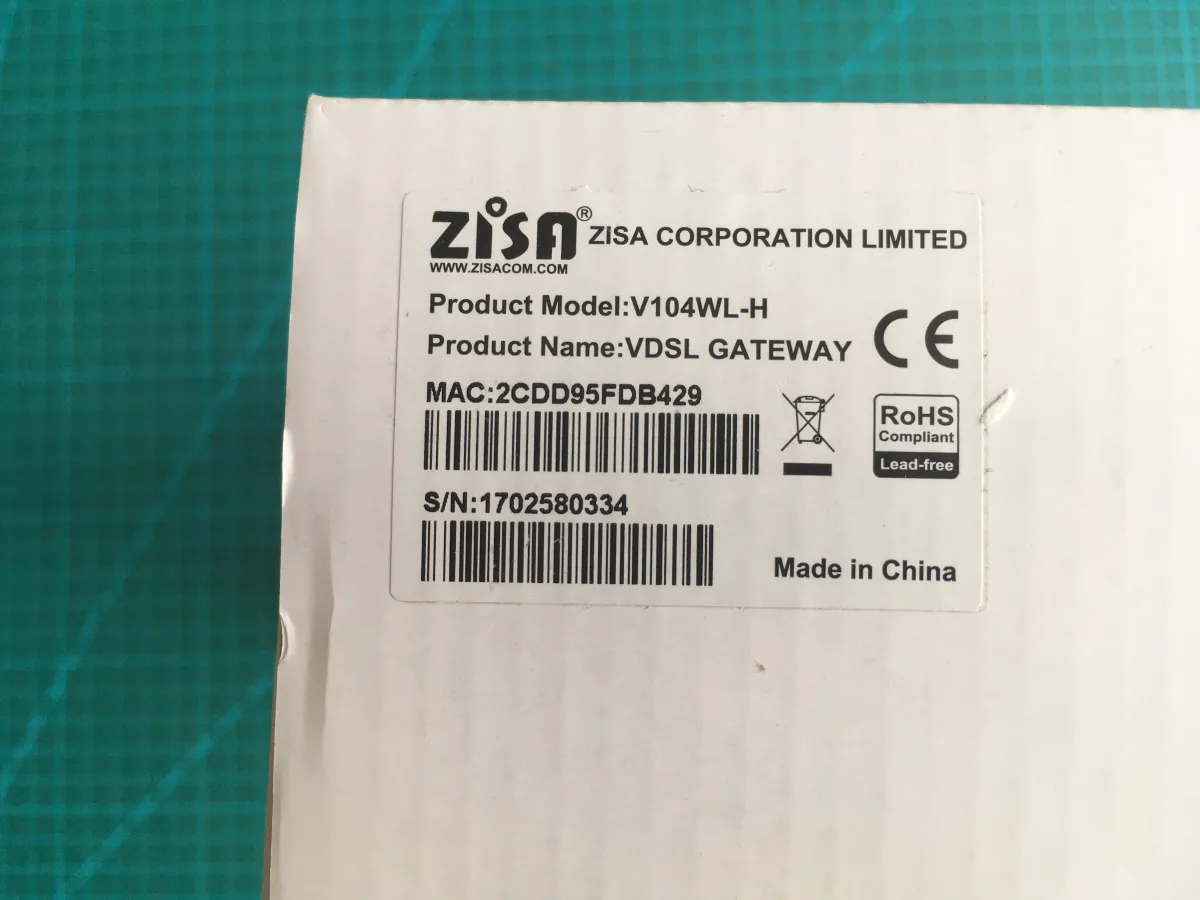 ZiSA® ZiSA CORPORATION LIMITED
WWW.ZISACOM.COM
Product Model:V104WL-H
Product Name:VDSL GATEWAY
CE
MAC:2CDD95FDB429
RoHS
Compliant
Lead-free
S/N:1702580334
Made in China